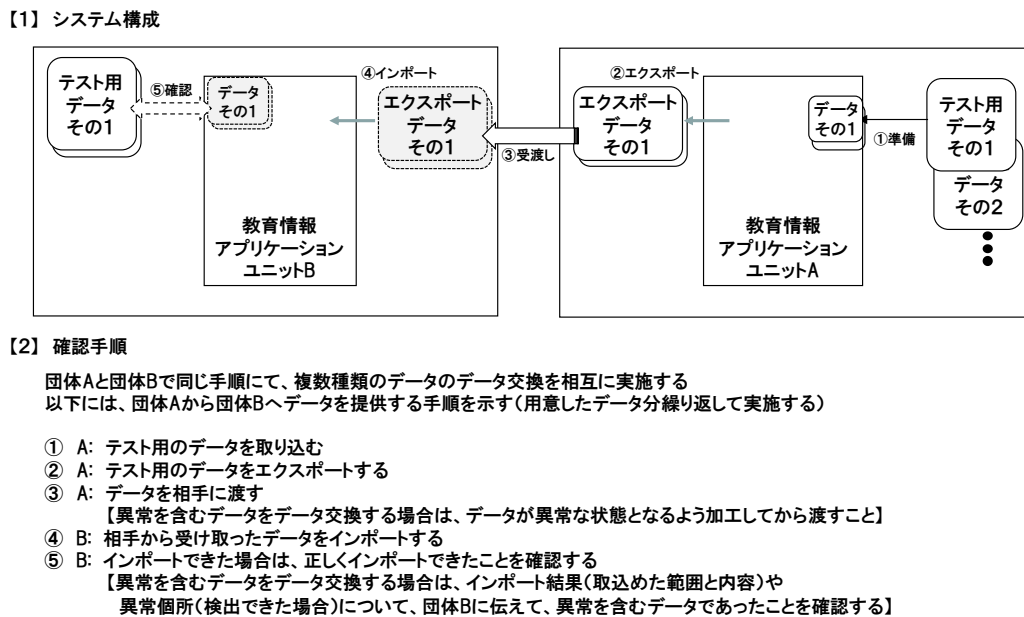 【1】 システム構成
テスト用
データ
その1
⑤確認
データ
その1
④インポート
エクスポート
データ
その1
③受渡し
②エクスポート
エクスポート
データ
その1
データ
その1
①準備
テスト用
データ
その1
データ
その2
教育情報
アプリケーション
ユニットB
教育情報
アプリケーション
ユニットA
【2】 確認手順
団体Aと団体Bで同じ手順にて、複数種類のデータのデータ交換を相互に実施する
以下には、団体Aから団体Bへデータを提供する手順を示す(用意したデータ分繰り返して実施する)
① A: テスト用のデータを取り込む
② A: テスト用のデータをエクスポートする
③ A: データを相手に渡す
【異常を含むデータをデータ交換する場合は、データが異常な状態となるよう加工してから渡すこと】
④ B: 相手から受け取ったデータをインポートする
⑤ B: インポートできた場合は、正しくインポートできたことを確認する
【異常を含むデータをデータ交換する場合は、インポート結果(取込めた範囲と内容)や
異常個所(検出できた場合)について、団体Bに伝えて、異常を含むデータであったことを確認する】